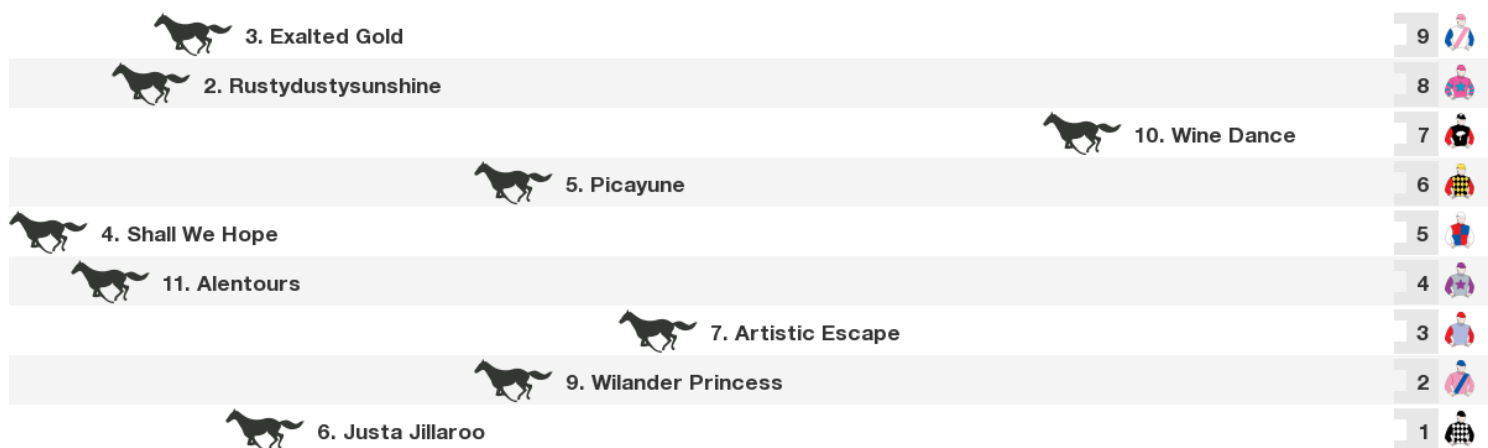 3. Exalted Gold 9
2. Rustydustysunshine 8
10. Wine Dance 7
5. Picayune 6
4. Shall We Hope 5
11. Alentours 4
7. Artistic Escape 3
9. Wilander Princess 2
6. Justa Jillaroo 1